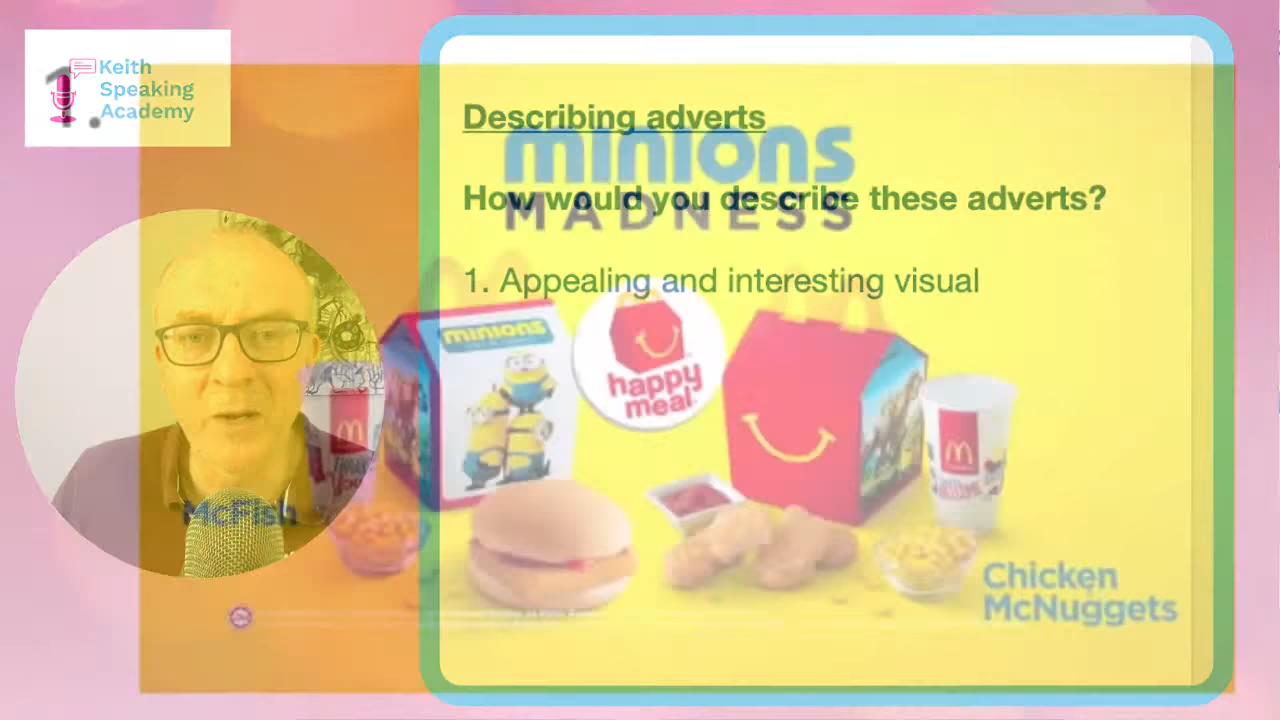 1.
Keith
Speaking
Academy
Describing adverts
minions
MADNESS
How would you describe these adverts?
1. Appealing and interesting visual
minions
happy
meal
McFish
Chicken
McNuggets